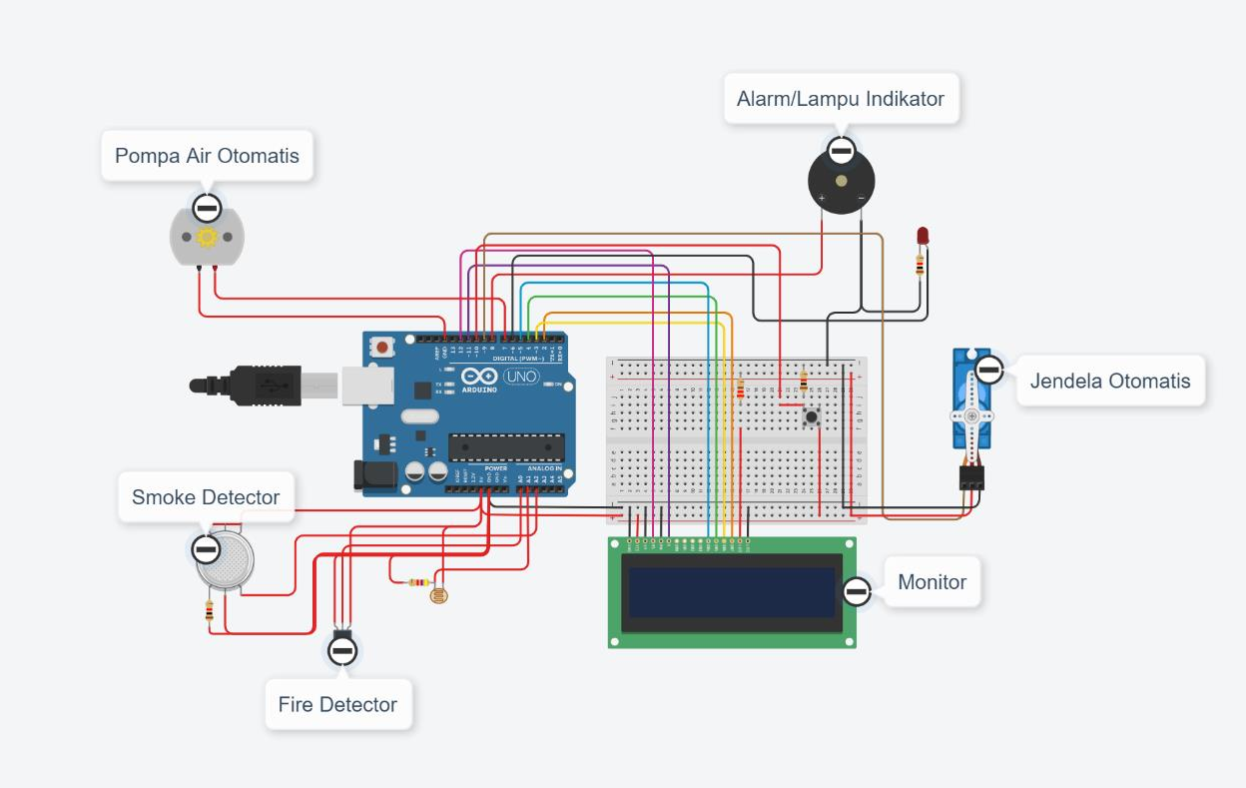 Alarm/Lampu Indikator
Pompa Air Otomatis
DIGITAL (PWM~)
UNO
ARDUINO
Jendela Otomatis
POWER
ANALOG IN
Smoke Detector
Monitor
Fire Detector